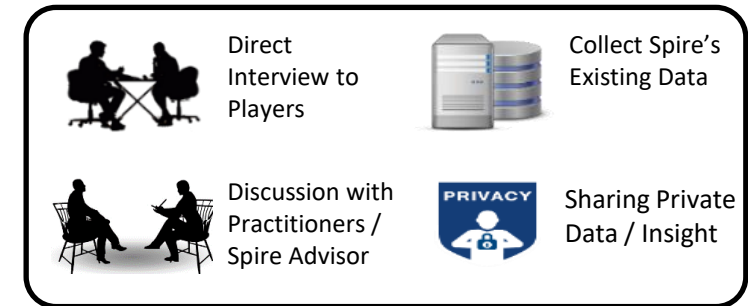 Direct
Interview to
Players
Collect Spire's
Existing Data
Discussion with
Practitioners /
Spire Advisor
PRIVACY
Sharing Private
Data / Insight